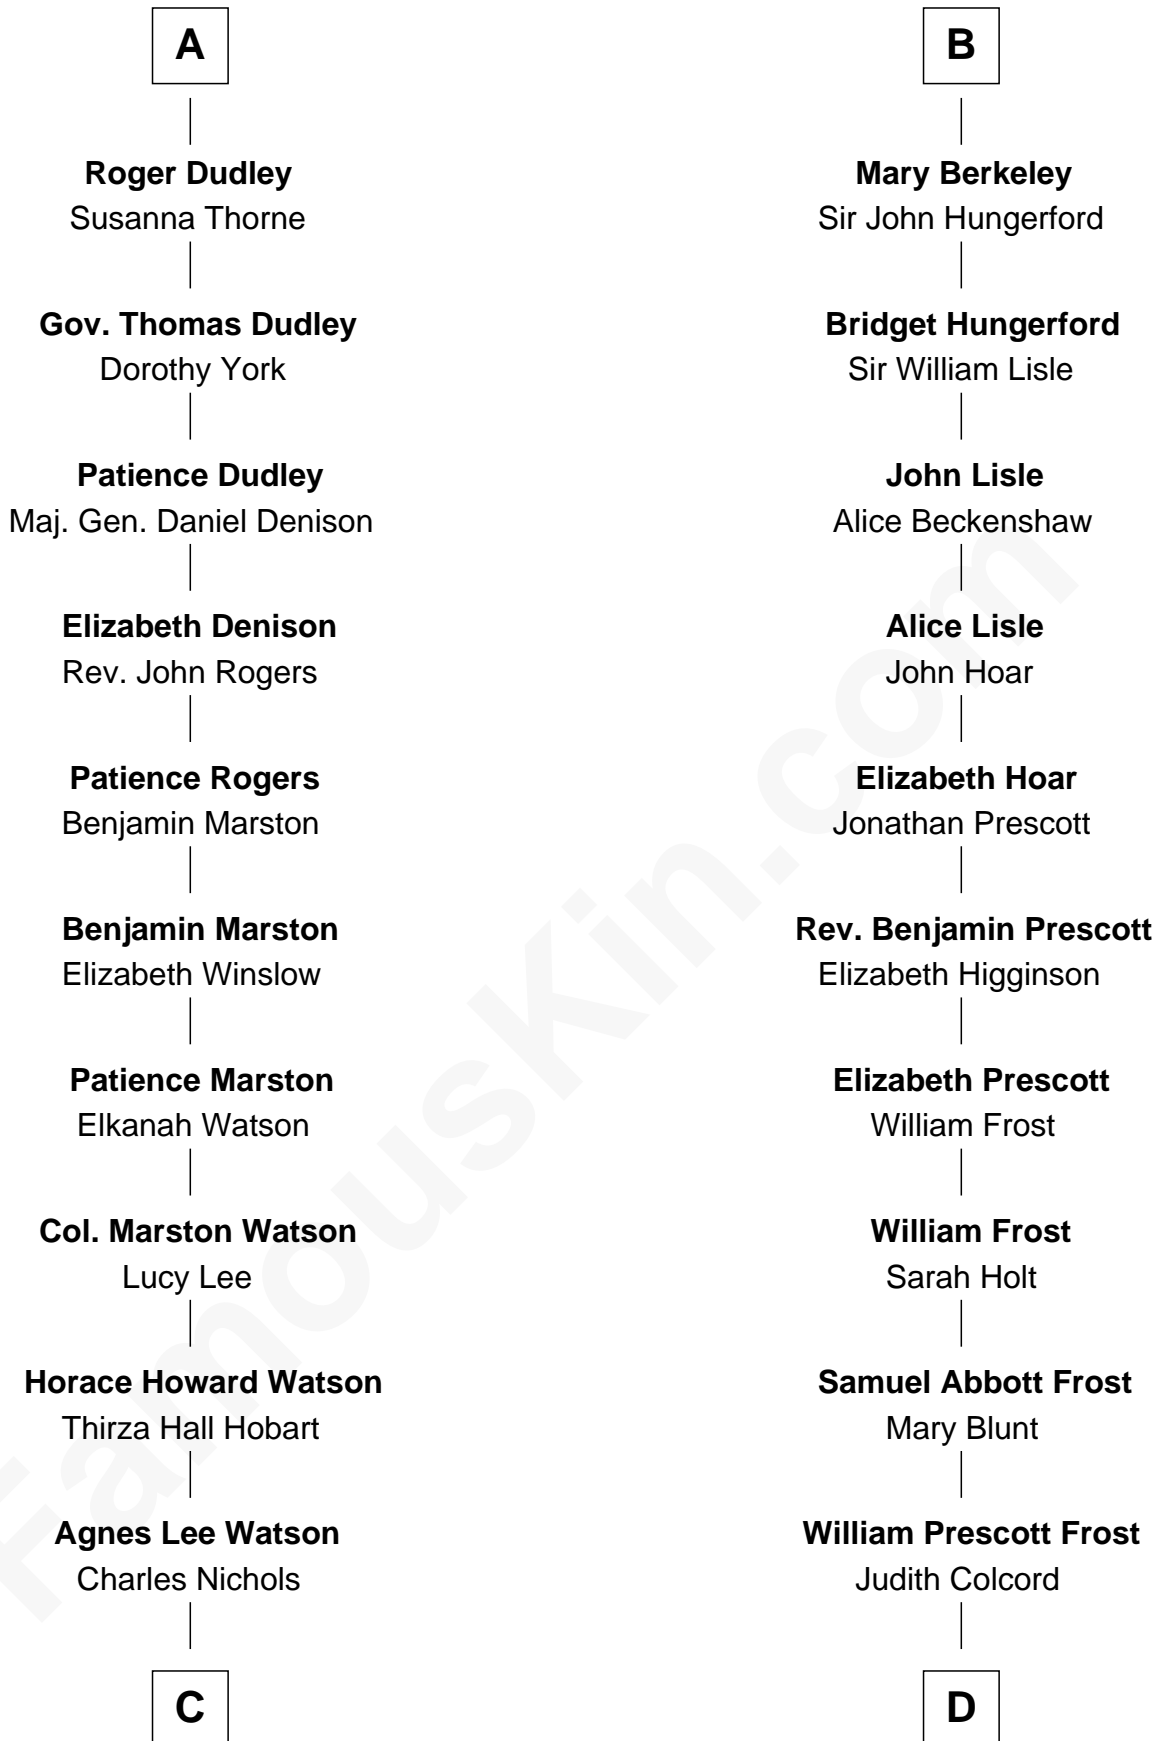 A
Roger Dudley
Susanna Thorne
Gov. Thomas Dudley
Dorothy York
Patience Dudley
Maj. Gen. Daniel Denison
Elizabeth Denison
Rev. John Rogers
Patience Rogers
Benjamin Marston
Benjamin Marston
Elizabeth Winslow
Patience Marston
Elkanah Watson
Col. Marston Watson
Lucy Lee
Horace Howard Watson
Thirza Hall Hobart
Agnes Lee Watson
Charles Nichols
C
B
Mary Berkeley
Sir John Hungerford
Bridget Hungerford
Sir William Lisle
John Lisle
Alice Beckenshaw
Alice Lisle
John Hoar
Elizabeth Hoar
Jonathan Prescott
Rev. Benjamin Prescott
Elizabeth Higginson
Elizabeth Prescott
William Frost
William Frost
Sarah Holt
Samuel Abbott Frost
Mary Blunt
William Prescott Frost
Judith Colcord
D
FamousKin.com